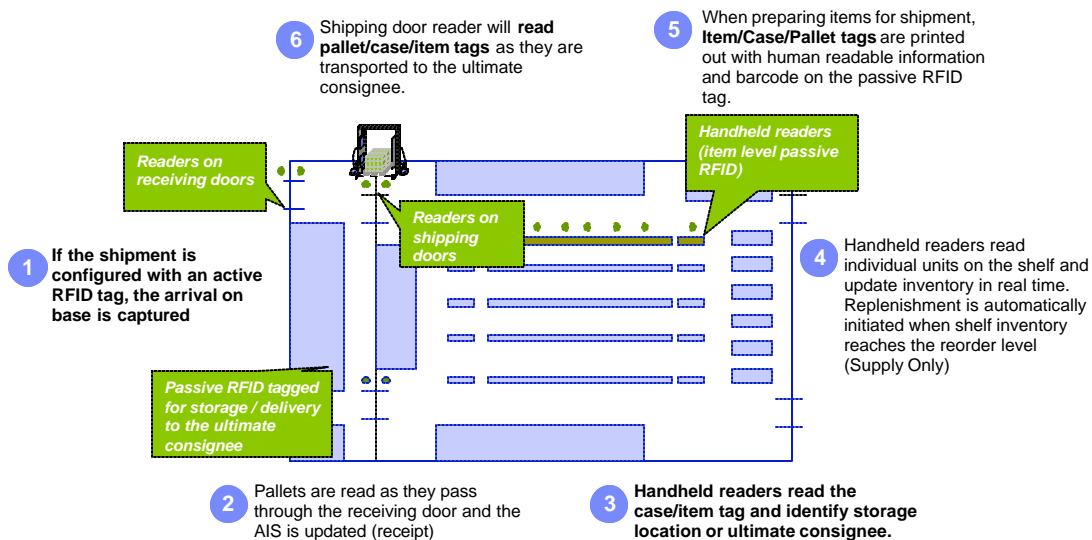 6
Shipping door reader will read
pallet/case/item tags as they are
transported to the ultimate
consignee.
5
When preparing items for shipment,
Item/Case/Pallet tags are printed
out with human readable information
and barcode on the passive RFID
tag.
Readers on
receiving doors
Handheld readers
(item level passive
RFID)
Readers on
shipping
doors
1
If the shipment is
configured with an active
RFID tag, the arrival on
base is captured
4
Handheld readers read
individual units on the shelf and
update inventory in real time.
Replenishment is automatically
initiated when shelf inventory
reaches the reorder level
(Supply Only)
Passive RFID tagged
for storage / delivery
to the ultimate
consignee
2
Pallets are read as they pass
through the receiving door and the
AIS is updated (receipt)
3
Handheld readers read the
case/item tag and identify storage
location or ultimate consignee.